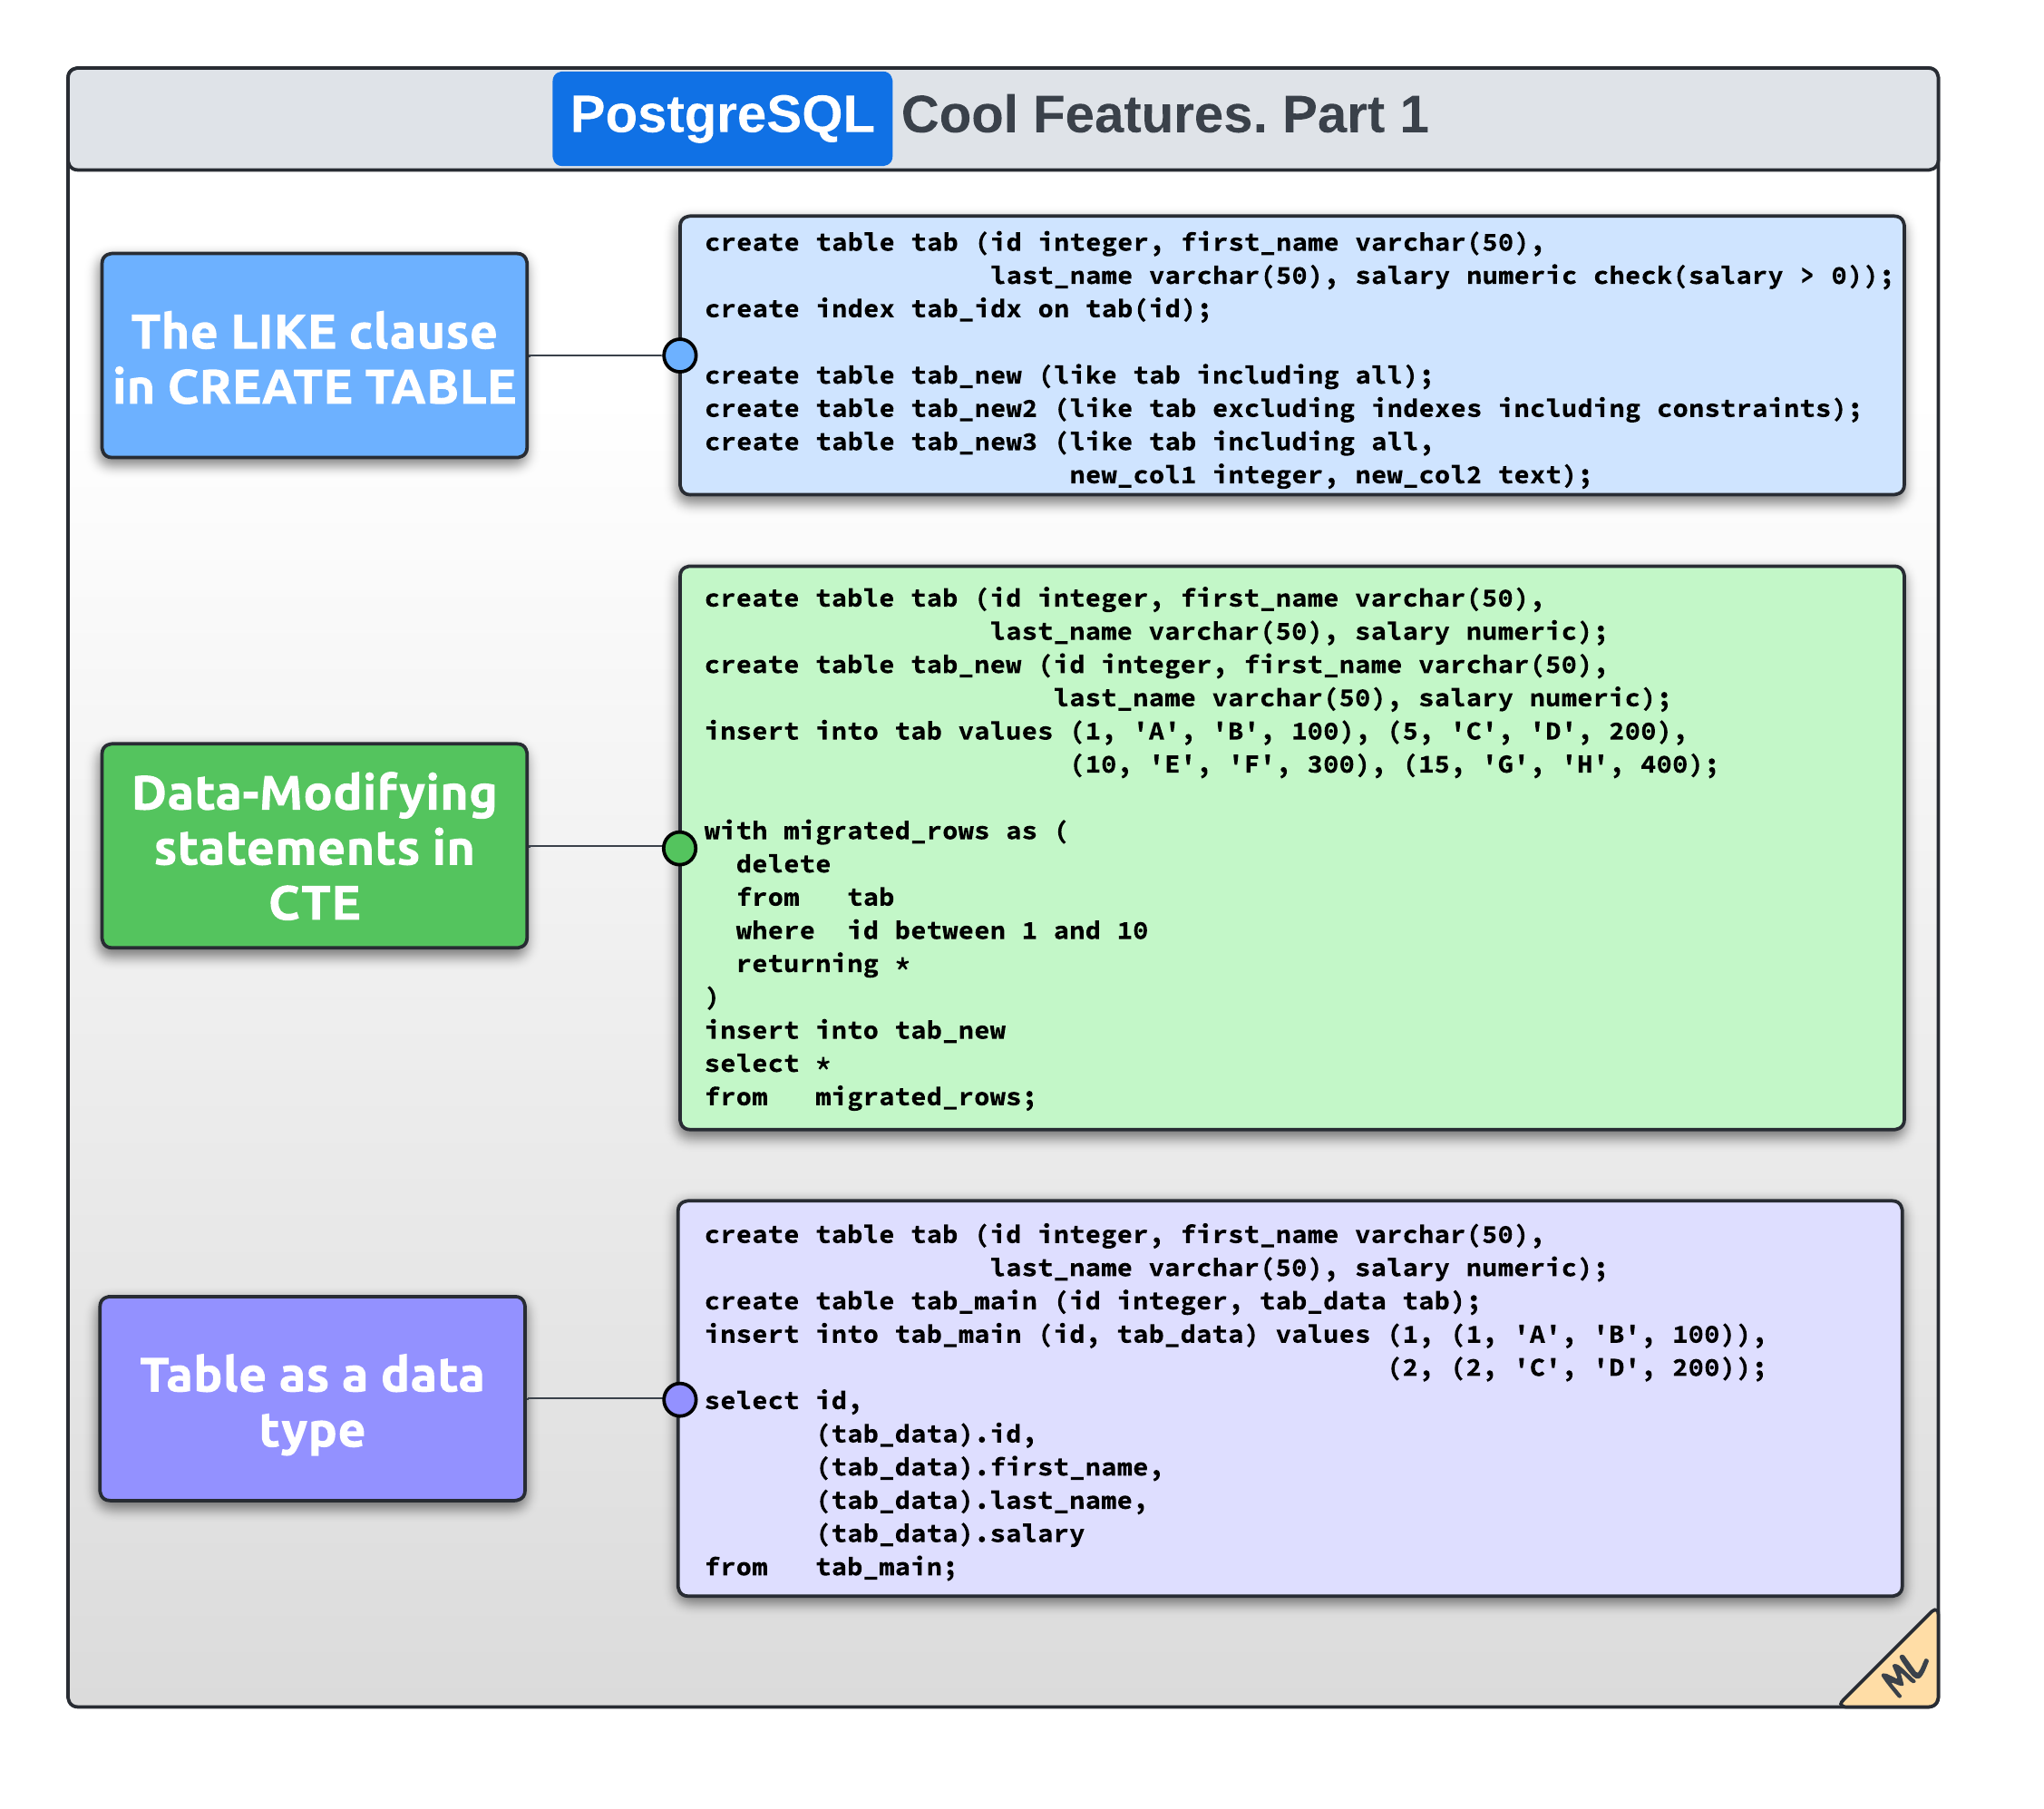 PostgreSQL Cool Features. Part 1
The LIKE clause
in CREATE TABLE
create table tab (id integer, first_name varchar(50),
                  last_name varchar(50), salary numeric check(salary > 0));
create index tab_idx on tab(id);

create table tab_new (like tab including all);
create table tab_new2 (like tab excluding indexes including constraints);
create table tab_new3 (like tab including all,
                       new_col1 integer, new_col2 text);
Data-Modifying
statements in
CTE
create table tab (id integer, first_name varchar(50),
                  last_name varchar(50), salary numeric);
create table tab_new (id integer, first_name varchar(50),
                      last_name varchar(50), salary numeric);
insert into tab values (1, 'A', 'B', 100), (5, 'C', 'D', 200),
                       (10, 'E', 'F', 300), (15, 'G', 'H', 400);

with migrated_rows as (
  delete
  from   tab
  where  id between 1 and 10
  returning *
)
insert into tab_new
select *
from   migrated_rows;
Table as a data
type
create table tab (id integer, first_name varchar(50),
                  last_name varchar(50), salary numeric);
create table tab_main (id integer, tab_data tab);
insert into tab_main (id, tab_data) values (1, (1, 'A', 'B', 100)),
                                           (2, (2, 'C', 'D', 200));
select id,
       (tab_data).id,
       (tab_data).first_name,
       (tab_data).last_name,
       (tab_data).salary
from   tab_main;
ML